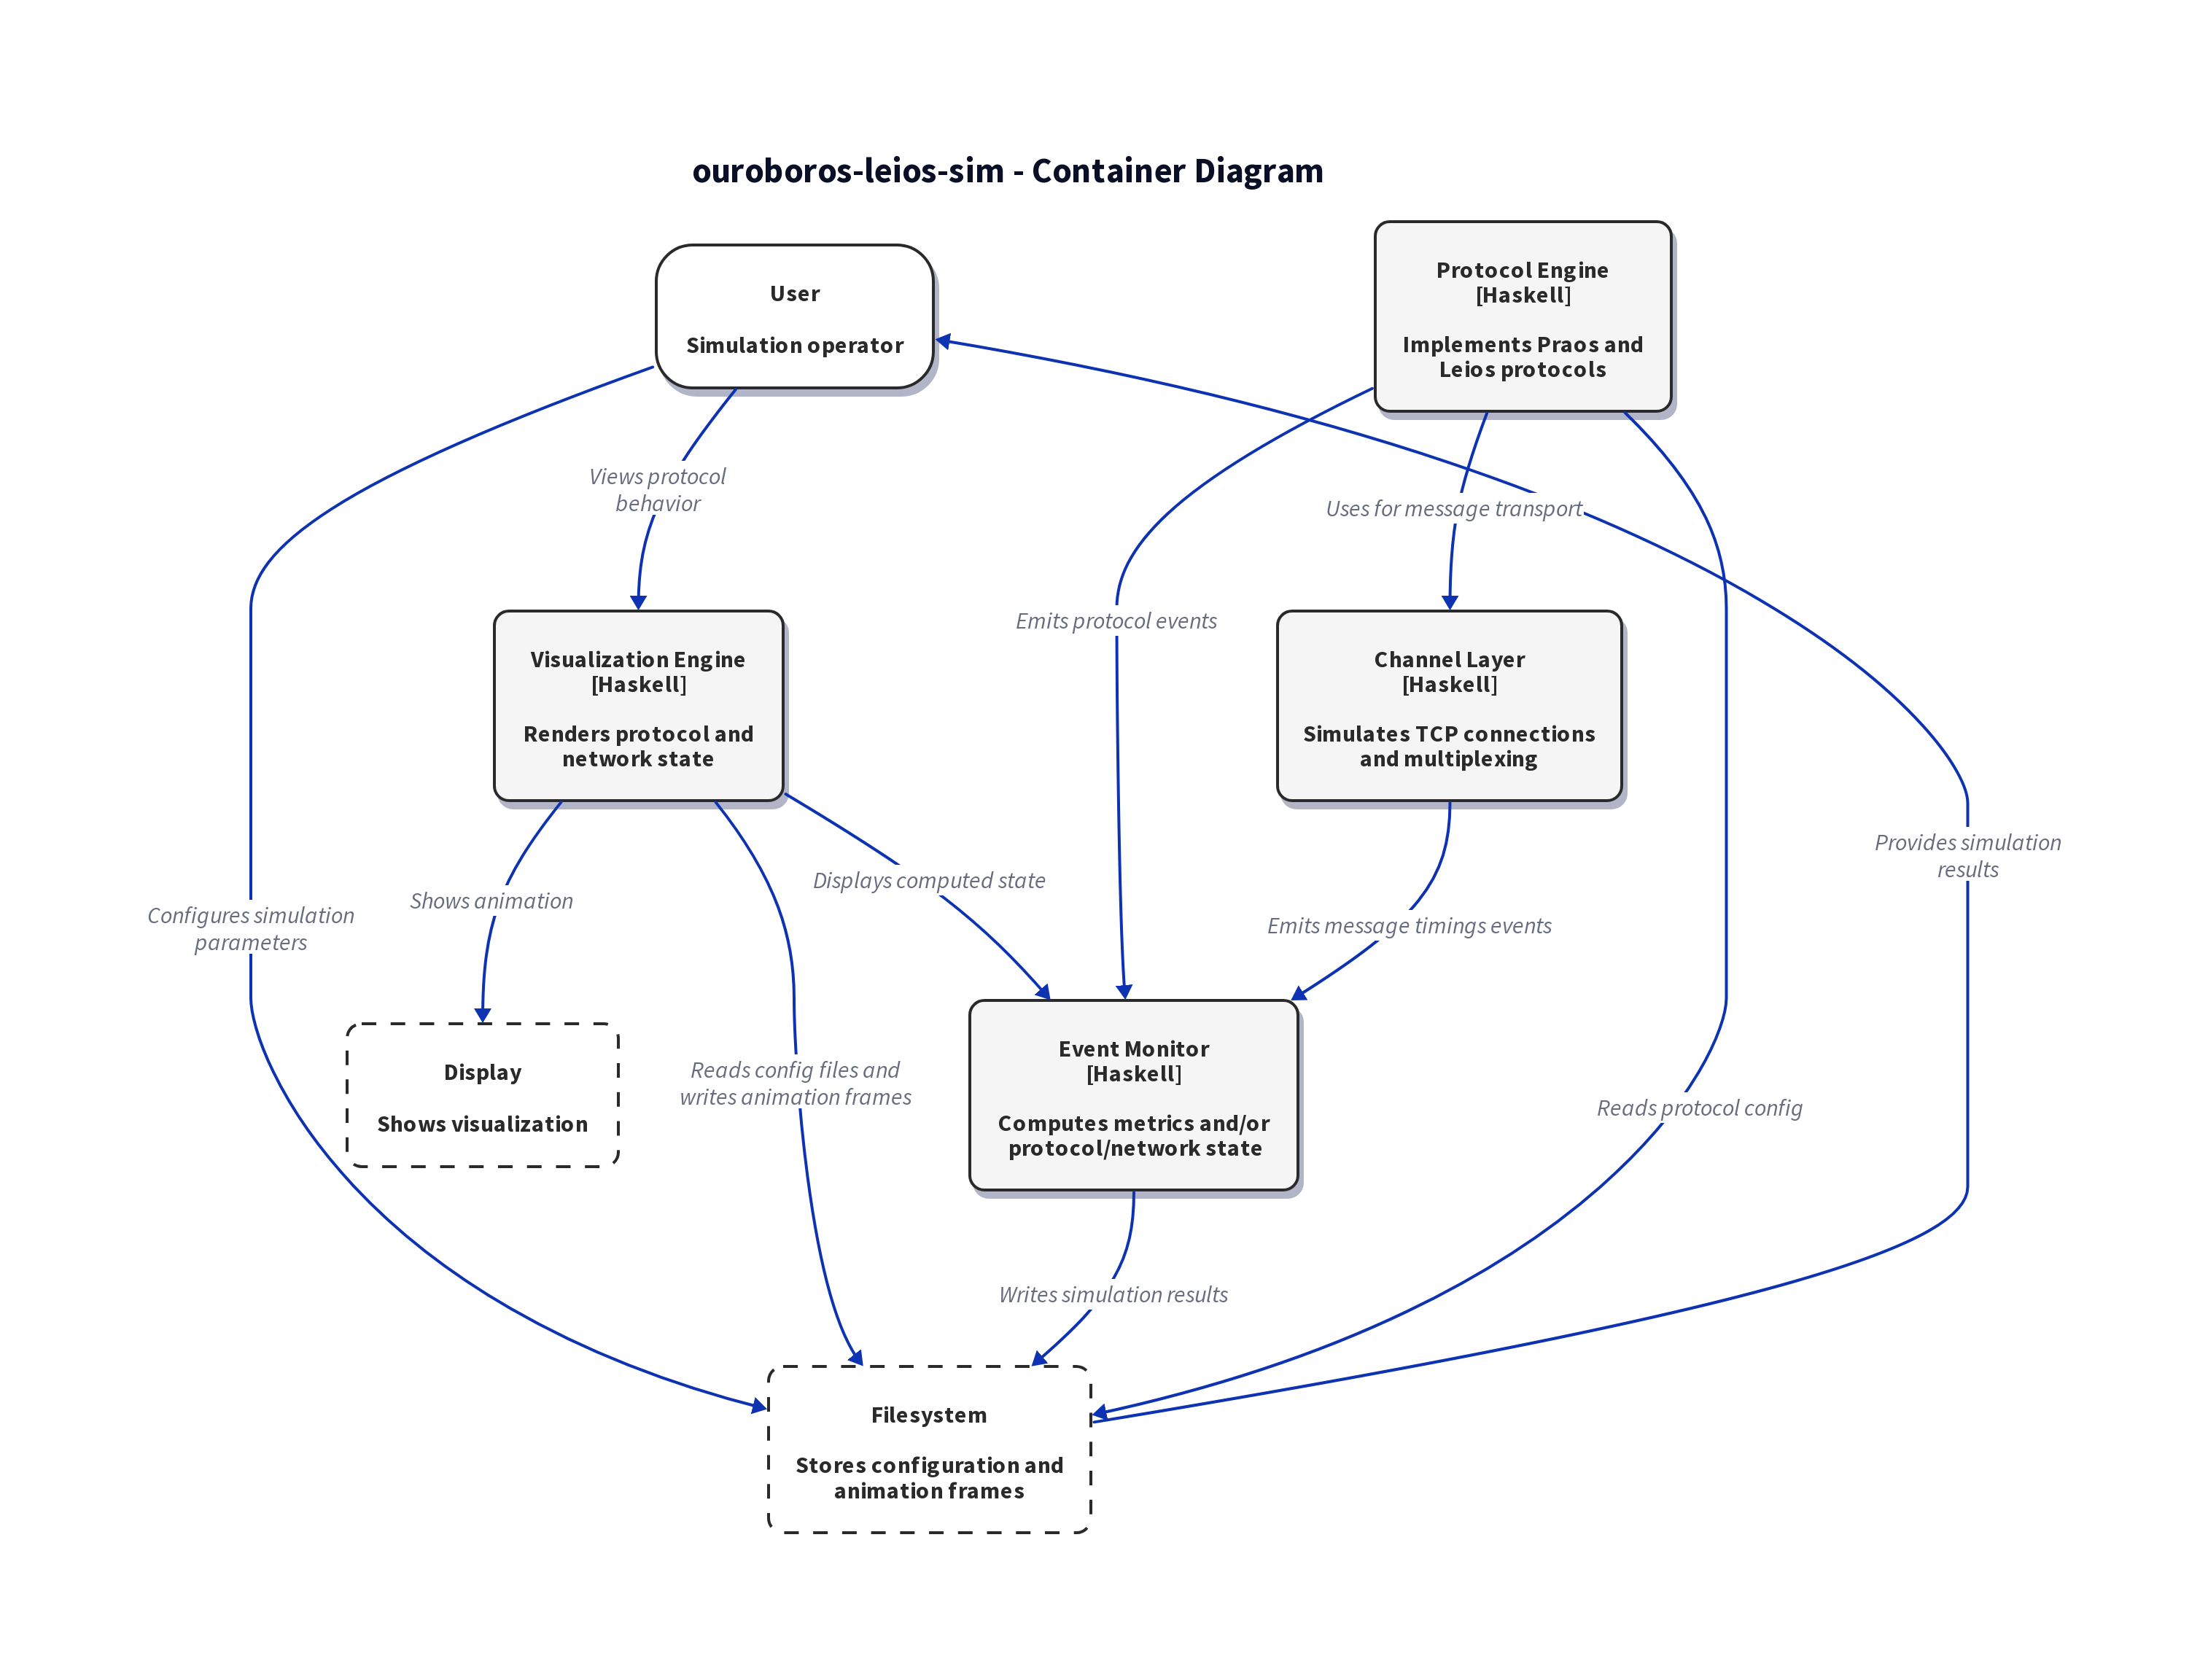 ouroboros-leios-sim - Container Diagram
User
Simulation operator
Protocol Engine
[Haskell]
Implements Praos and
Leios protocols
Views protocol
behavior
Uses for message transport
Emits protocol events
Visualization Engine
[Haskell]
Renders protocol and
network state
Channel Layer
[Haskell]
Simulates TCP connections
and multiplexing
Provides simulation
results
Displays computed state
Shows animation
Configures simulation
parameters
Emits message timings events
Display
Shows visualization
Reads config files and
writes animation frames
Event Monitor
[Haskell]
Computes metrics and/or
protocol/network state
Reads protocol config
Writes simulation results
Filesystem
Stores configuration and
animation frames